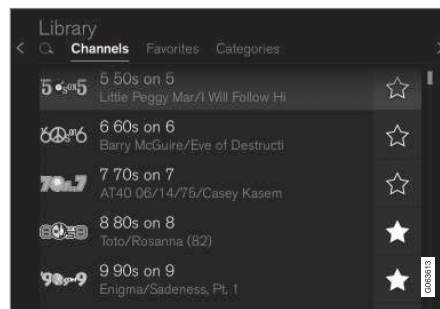 Library
Channels Favorites Categories
5 50s on 5
Little Peggy Mar/I Will Follow Hi
6 60s on 6
Barry McGuire/Eve of Destructi
7 70s on 7
AT40 06/14/75/Casey Kasem
8 80s on 8
Toto/Rosanna (82)
9 90s on 9
Enigma/Sadeness, Pt. 1
G063613